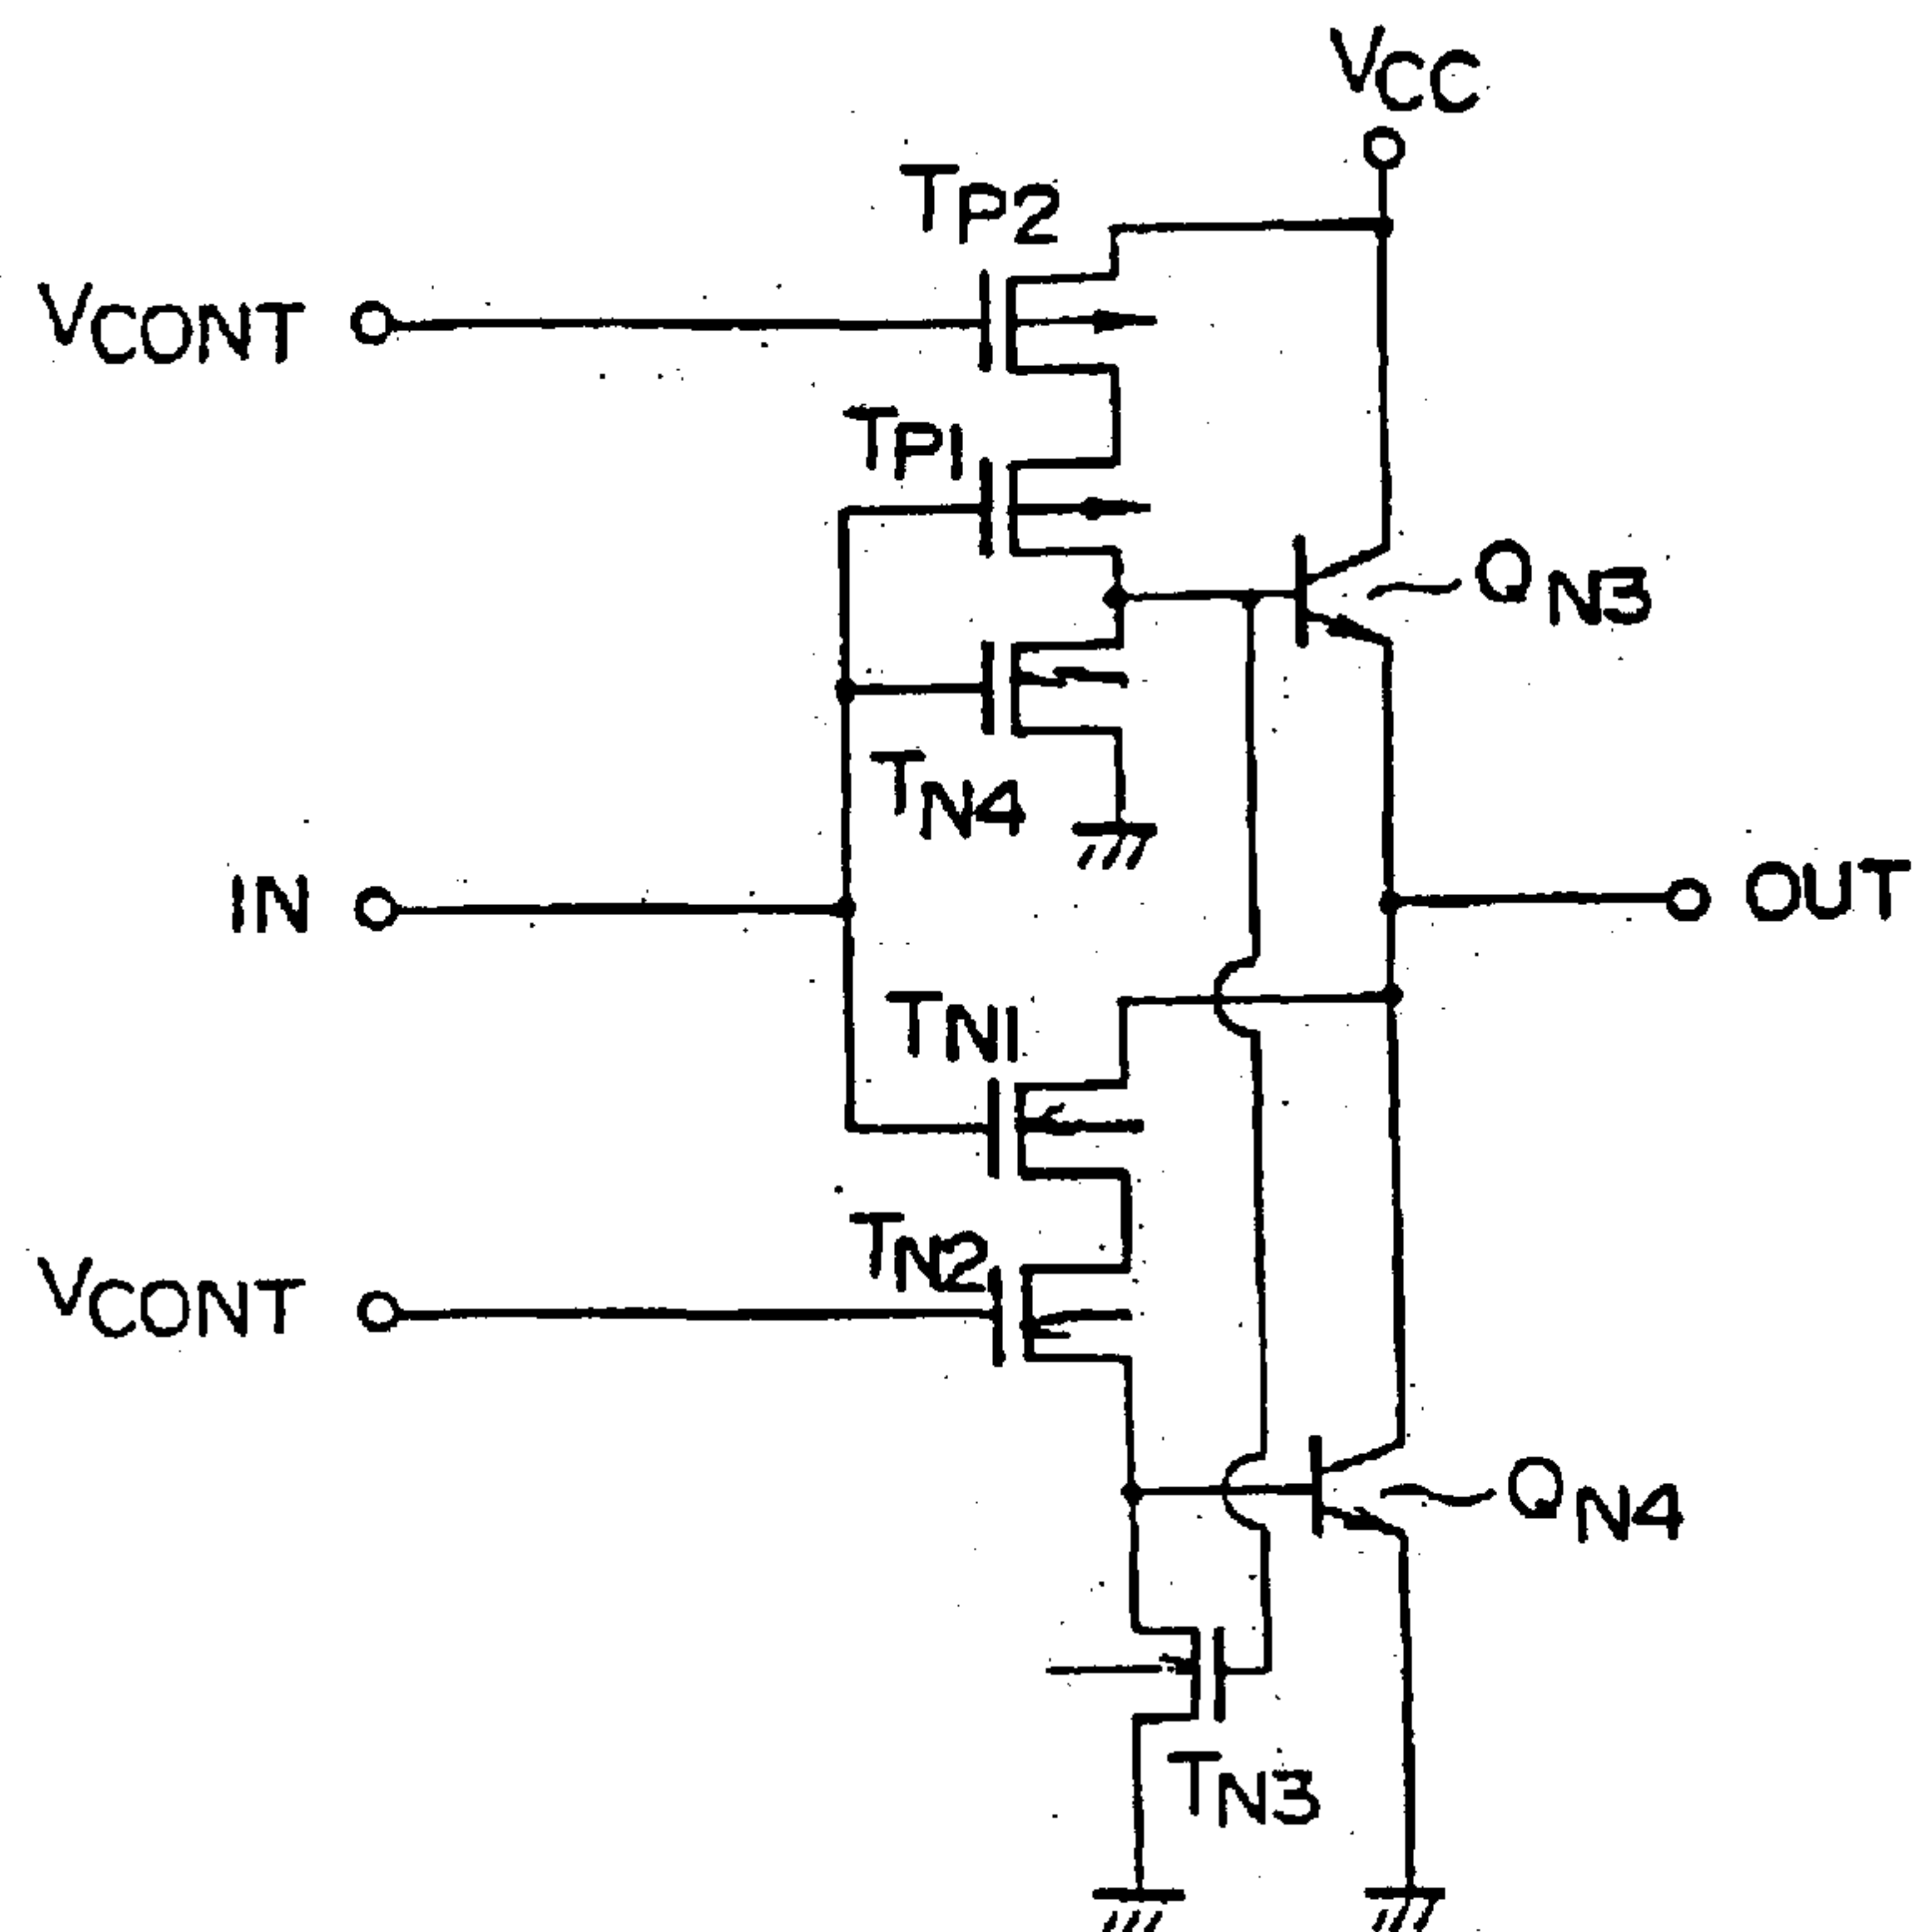 VCC
TP2
VCONT
TP1
QN3
TN4
IN
OUT
TN1
TN2
VCONT
QN4
TN3